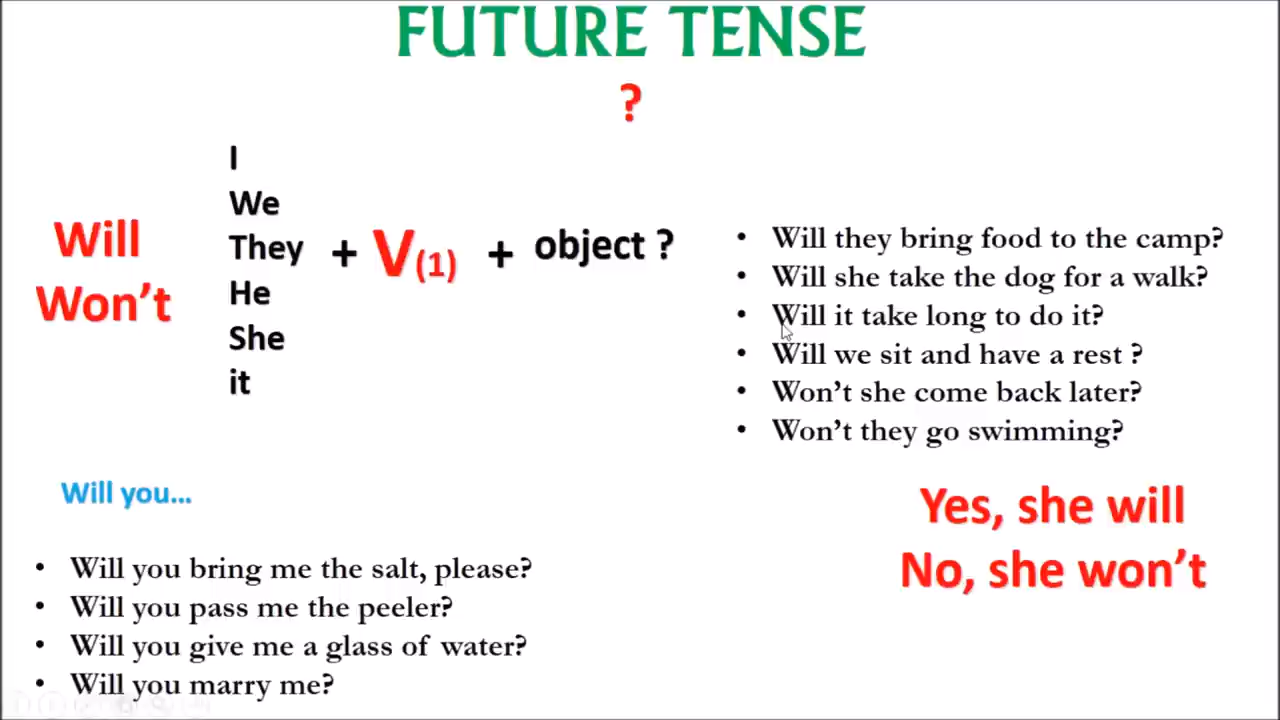 FUTURE TENSE
?
Will
Won't
I
We
They
He
She
it
+ V(1) + object ?
• Will they bring food to the camp?
• Will she take the dog for a walk?
• Will it take long to do it?
• Will we sit and have a rest ?
• Won't she come back later?
• Won't they go swimming?
Yes, she will
No, she won't
Will you...
• Will you bring me the salt, please?
• Will you pass me the peeler?
• Will you give me a glass of water?
• Will you marry me?